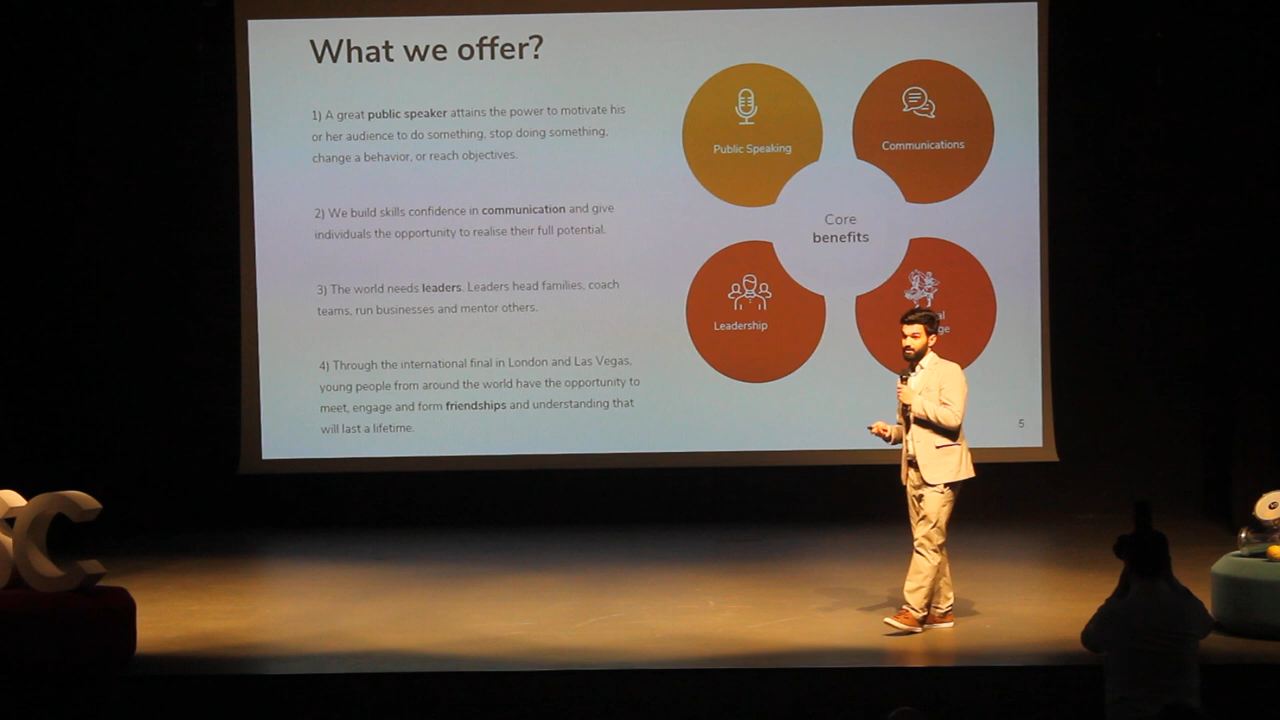 What we offer?
1) A great public speaker attains the power to motivate his
or her audience to do something, stop doing something,
change a behavior, or reach objectives.
2) We build skills confidence in communication and give
individuals the opportunity to realise their full potential.
3) The world needs leaders. Leaders head families, coach
teams, run businesses and mentor others.
4) Through the international final in London and Las Vegas,
young people from around the world have the opportunity to
meet, engage and form friendships and understanding that
will last a lifetime.
Public Speaking
Communications
Core
benefits
Leadership
5